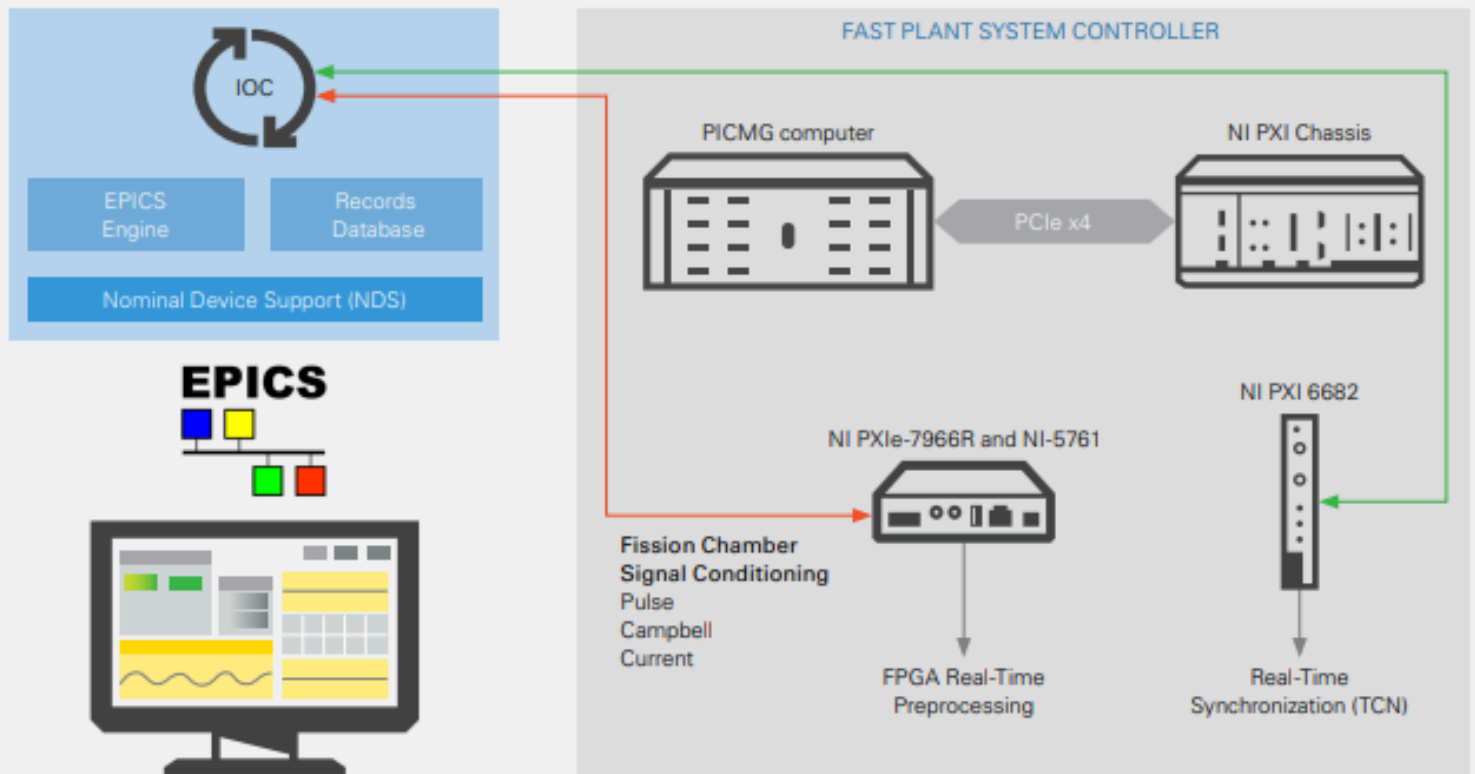 IOC
EPICS
Engine
Records
Database
Nominal Device Support (NDS)
EPICS
FAST PLANT SYSTEM CONTROLLER
PICMG computer
NI PXI Chassis
PCIe x4
NI PXI 6682
NI PXIe-7966R and NI-5761
Fission Chamber
Signal Conditioning
Pulse
Campbell
Current
FPGA Real-Time
Preprocessing
Real-Time
Synchronization (TCN)